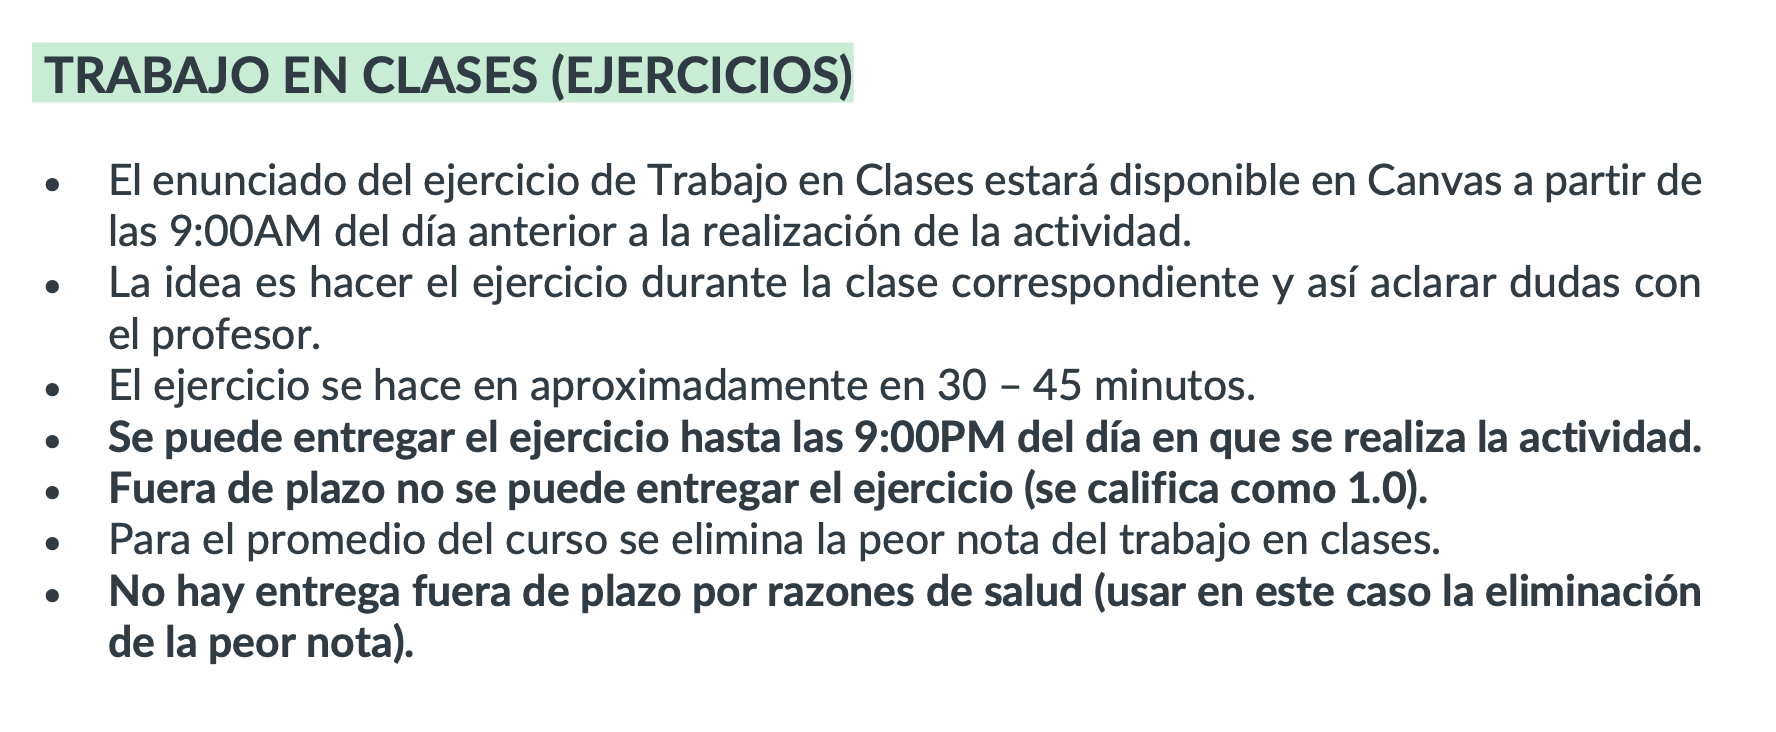 TRABAJO EN CLASES (EJERCICIOS)
• El enunciado del ejercicio de Trabajo en Clases estará disponible en Canvas a partir de
las 9:00AM del día anterior a la realización de la actividad.
• La idea es hacer el ejercicio durante la clase correspondiente y así aclarar dudas con
el profesor.
• El ejercicio se hace en aproximadamente en 30 – 45 minutos.
• Se puede entregar el ejercicio hasta las 9:00PM del día en que se realiza la actividad.
• Fuera de plazo no se puede entregar el ejercicio (se califica como 1.0).
• Para el promedio del curso se elimina la peor nota del trabajo en clases.
• No hay entrega fuera de plazo por razones de salud (usar en este caso la eliminación
de la peor nota).